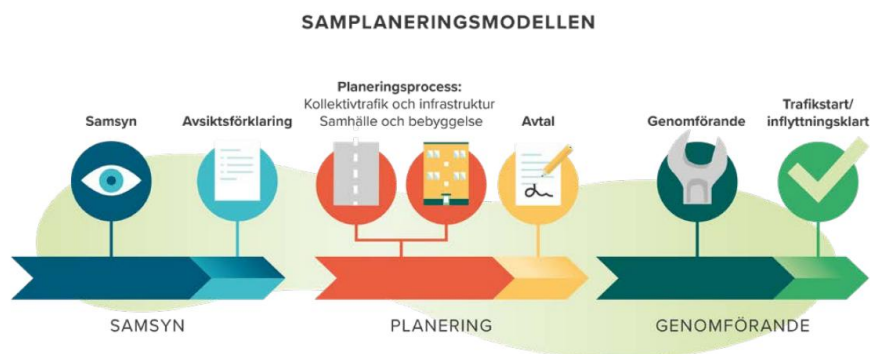 SAMPLANERINGSMODELLEN
Samsyn
Avsiktsförklaring
Planeringsprocess:
Kollektivtrafik och infrastruktur
Samhälle och bebyggelse
Avtal
Genomförande
Trafikstart/
inflyttningsklart
SAMSYN
PLANERING
GENOMFÖRANDE